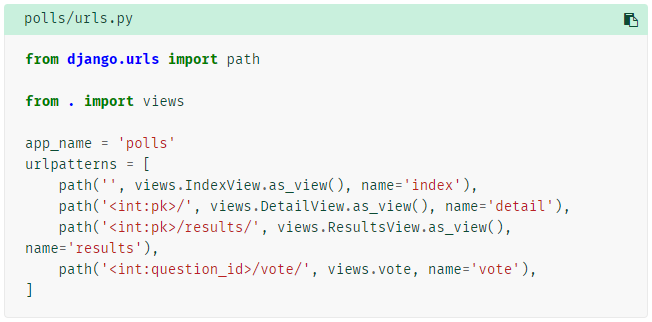 polls/urls.py
from django.urls import path
from . import views
app_name = 'polls'
urlpatterns = [
    path('', views.IndexView.as_view(), name='index'),
    path('<int:pk>/', views.DetailView.as_view(), name='detail'),
    path('<int:pk>/results/', views.ResultsView.as_view(),
name='results'),
    path('<int:question_id>/vote/', views.vote, name='vote'),
]